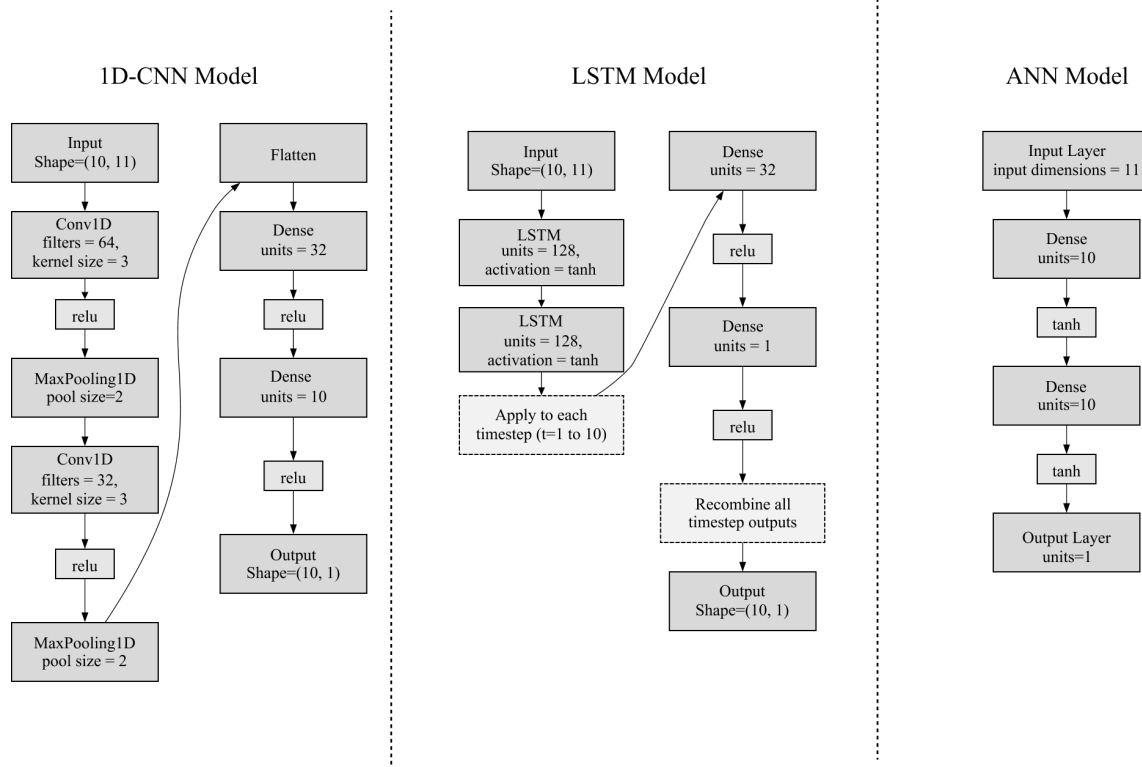 1D-CNN Model
Input
Shape=(10, 11)
Conv1D
filters = 64,
kernel size = 3
relu
MaxPooling1D
pool size=2
Conv1D
filters = 32,
kernel size = 3
relu
MaxPooling1D
pool size = 2
Flatten
Dense
units = 32
relu
Dense
units = 10
relu
Output
Shape=(10, 1)
LSTM Model
Input
Shape=(10, 11)
LSTM
units = 128,
activation = tanh
LSTM
units = 128,
activation = tanh
Apply to each
timestep (t=1 to 10)
Dense
units = 32
relu
Dense
units = 1
relu
Recombine all
timestep outputs
Output
Shape=(10, 1)
ANN Model
Input Layer
input dimensions = 11
Dense
units=10
tanh
Dense
units=10
tanh
Output Layer
units=1